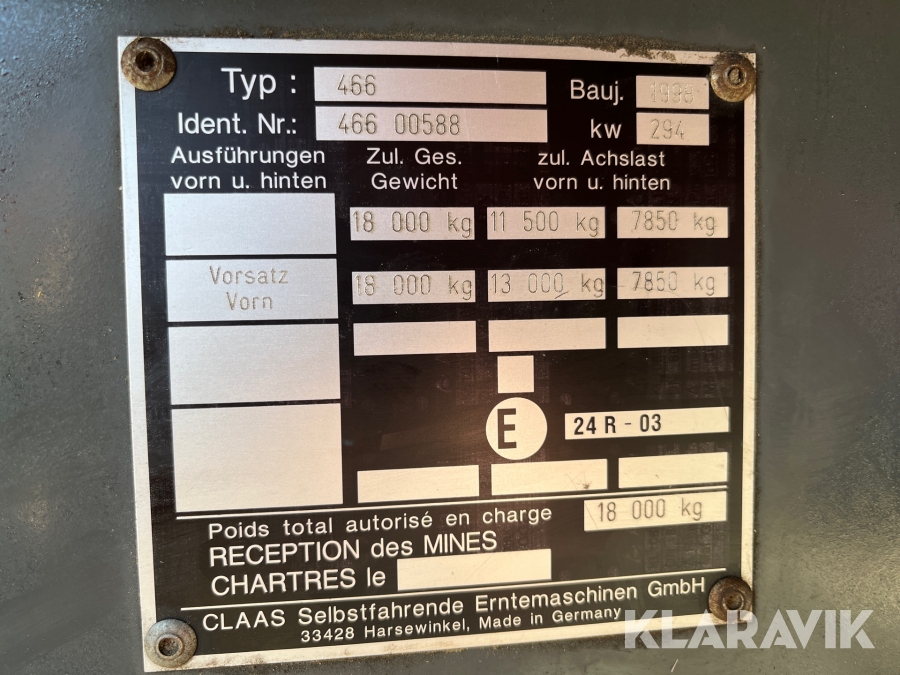 Typ : 466 Bauj. 1998
Ident. Nr.: 466 00588 kw 294
Ausführungen vorn u. hinten
Zul. Ges. Gewicht
zul. Achslast vorn u. hinten
18 000 kg 11 500 kg 7850 kg
Vorsatz Vorn 18 000 kg 13 000 kg 7850 kg
E 24 R - 03
Poids total autorisé en charge 18 000 kg
RECEPTION des MINES
CHARTRES le
CLAAS Selbstfahrende Erntemaschinen GmbH
33428 Harsewinkel, Made in Germany
KLARAVIK